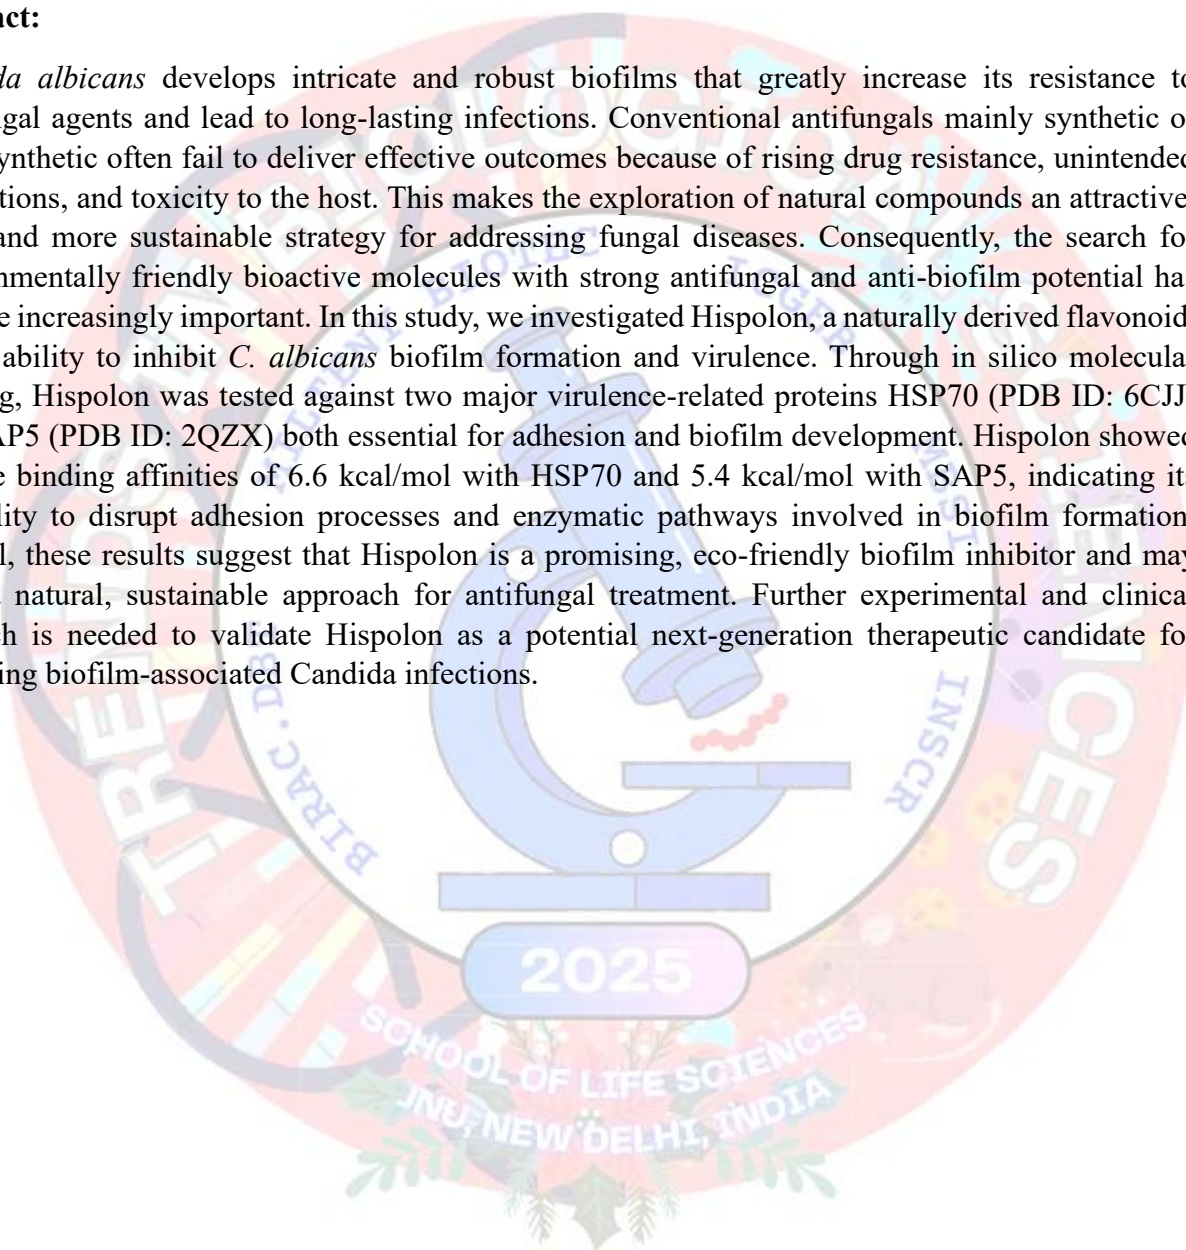 act:
da albicans develops intricate and robust biofilms that greatly increase its resistance to
gal agents and lead to long-lasting infections. Conventional antifungals mainly synthetic o
ynthetic often fail to deliver effective outcomes because of rising drug resistance, unintended
tions, and toxicity to the host. This makes the exploration of natural compounds an attractive
and more sustainable strategy for addressing fungal diseases. Consequently, the search fo
nmentally friendly bioactive molecules with strong antifungal and anti-biofilm potential ha
e increasingly important. In this study, we investigated Hispolon, a naturally derived flavonoid
ability to inhibit C. albicans biofilm formation and virulence. Through in silico molecula
g, Hispolon was tested against two major virulence-related proteins HSP70 (PDB ID: 6CJJ
AP5 (PDB ID: 2QZX) both essential for adhesion and biofilm development. Hispolon showed
e binding affinities of 6.6 kcal/mol with HSP70 and 5.4 kcal/mol with SAP5, indicating its
lity to disrupt adhesion processes and enzymatic pathways involved in biofilm formation
l, these results suggest that Hispolon is a promising, eco-friendly biofilm inhibitor and may
natural, sustainable approach for antifungal treatment. Further experimental and clinica
ch is needed to validate Hispolon as a potential next-generation therapeutic candidate fo
ing biofilm-associated Candida infections.
TRENDS IN BIOLOGICAL SCIENCES
BIOTEC
MSSI
INSCR
BIRAC.DB
2025
SCHOOL OF LIFE SCIENCES
JNU, NEW DELHI, INDIA